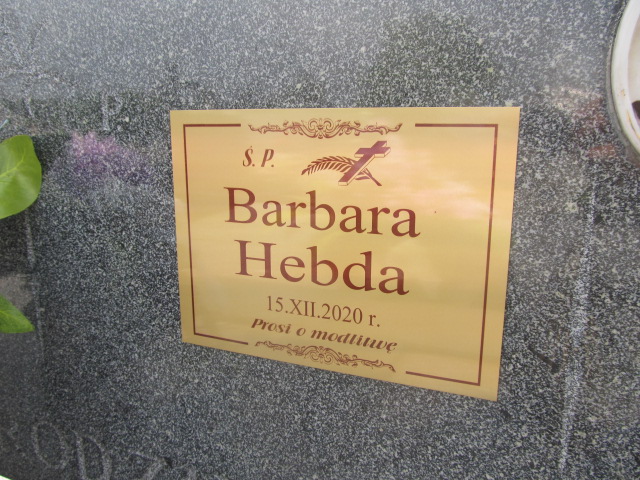 Ś.P.
Barbara
Hebda
15.XII.2020 r.
Prosi o modlitwę